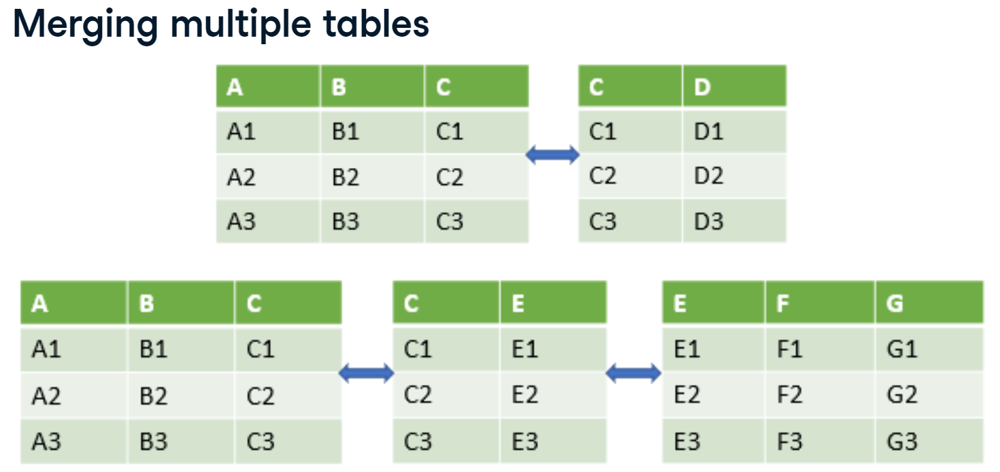 Merging multiple tables
A B C C D
A1 B1 C1 C1 D1
A2 B2 C2 C2 D2
A3 B3 C3 C3 D3
A B C C E E F G
A1 B1 C1 C1 E1 E1 F1 G1
A2 B2 C2 C2 E2 E2 F2 G2
A3 B3 C3 C3 E3 E3 F3 G3